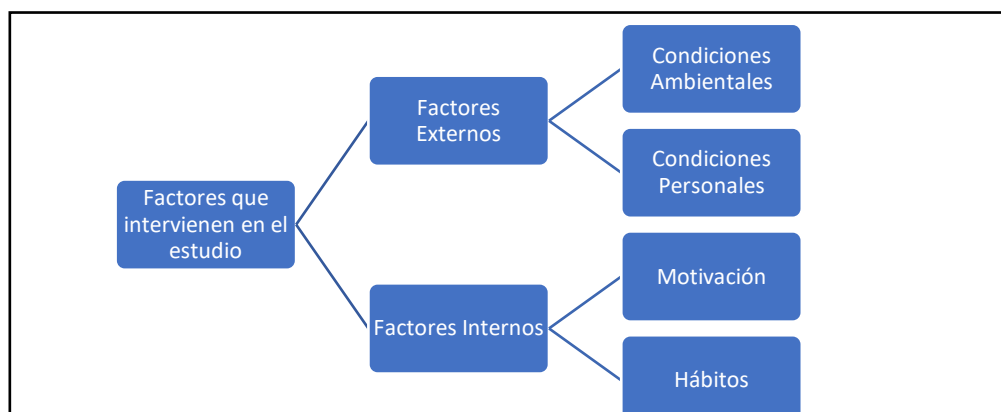 Factores que
intervienen en el
estudio
Factores
Externos
Condiciones
Ambientales
Condiciones
Personales
Factores Internos
Motivación
Hábitos